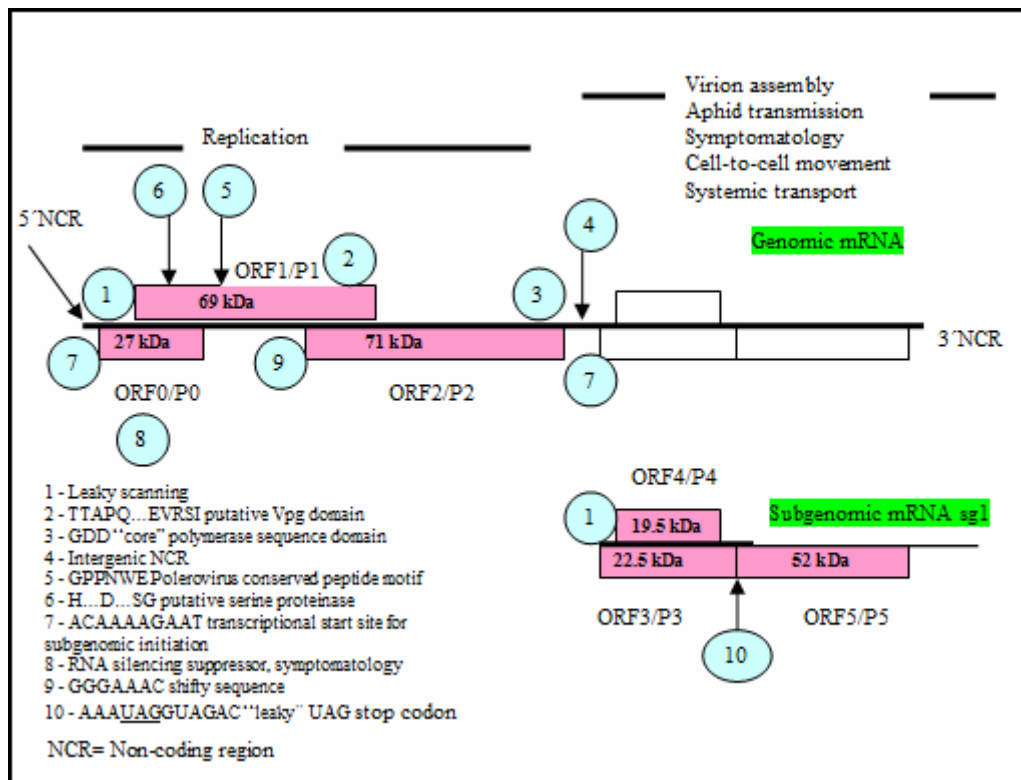 Virion assembly
Aphid transmission
Symptomatology
Cell-to-cell movement
Systemic transport
Replication
6
5
4
5´NCR
Genomic mRNA
ORF1/P1
2
1
3
69 kDa
7
27 kDa
9
71 kDa
7
3´NCR
ORF0/P0
ORF2/P2
8
ORF4/P4
1
19.5 kDa
Subgenomic mRNA sg1
22.5 kDa
52 kDa
ORF3/P3
ORF5/P5
10
1 - Leaky scanning
2 - TTAPQ...EVRSI putative Vpg domain
3 - GDD "core" polymerase sequence domain
4 - Intergenic NCR
5 - GPPNWE Polerovirus conserved peptide motif
6 - H...D...SG putative serine proteinase
7 - ACAAAAGAAT transcriptional start site for
subgenomic initiation
8 - RNA silencing suppressor, symptomatology
9 - GGGAAAC shifty sequence
10 - AAAUAGGUAGAC "leaky" UAG stop codon
NCR= Non-coding region